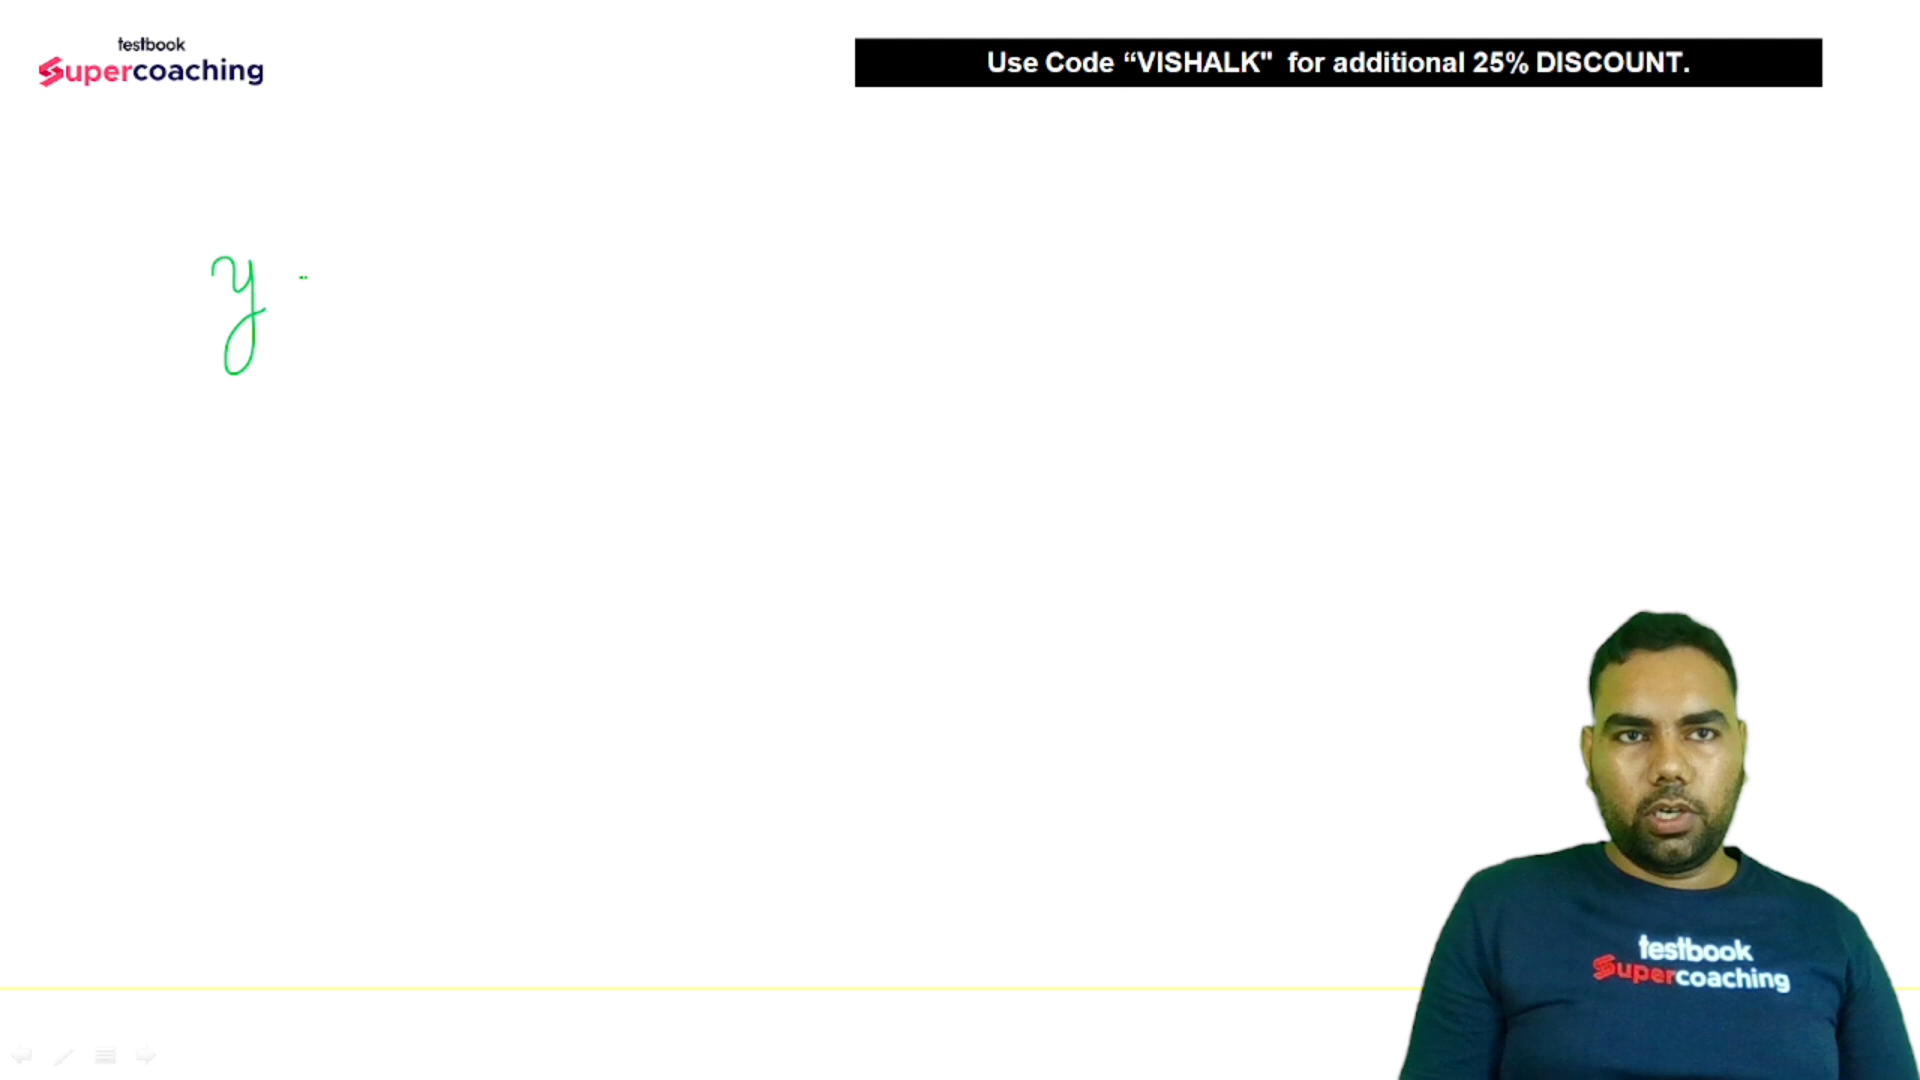 testbook
Supercoaching
Use Code “VISHALK" for additional 25% DISCOUNT.
y
testbook
Supercoaching